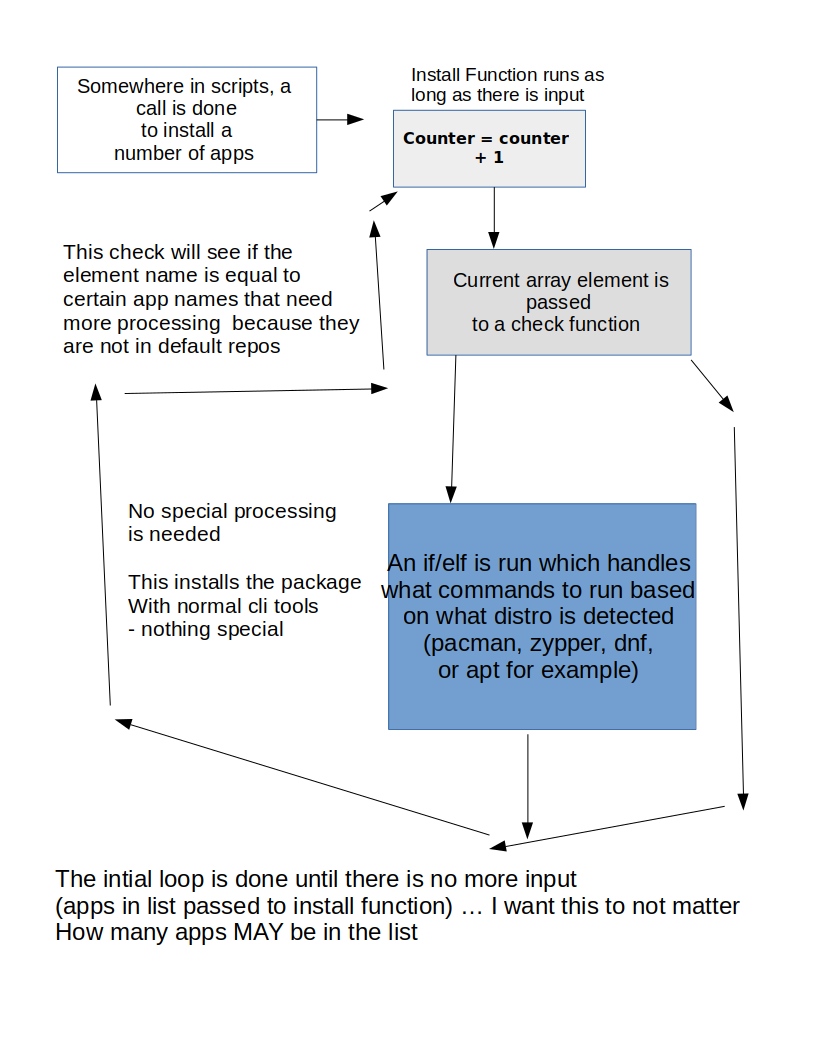 Somewhere in scripts, a
call is done
to install a
number of apps
Install Function runs as
long as there is input
Counter = counter
+ 1
This check will see if the
element name is equal to
certain app names that need
more processing  because they
are not in default repos
Current array element is
passed
to a check function
No special processing
is needed
This installs the package
With normal cli tools
- nothing special
An if/elf is run which handles
what commands to run based
on what distro is detected
(pacman, zypper, dnf,
or apt for example)
The intial loop is done until there is no more input
(apps in list passed to install function) … I want this to not matter
How many apps MAY be in the list